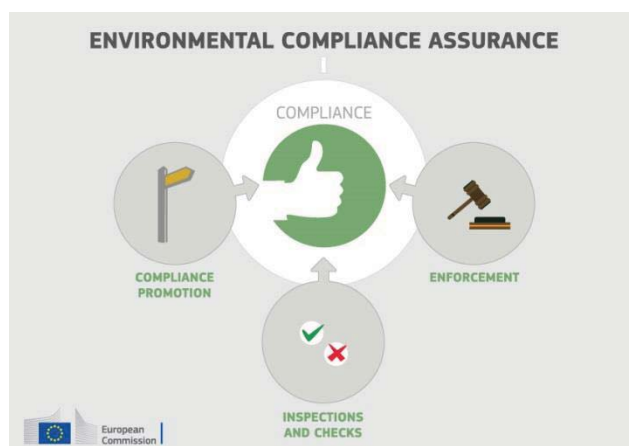 ENVIRONMENTAL COMPLIANCE ASSURANCE
COMPLIANCE
COMPLIANCE
PROMOTION
ENFORCEMENT
INSPECTIONS
AND CHECKS
European
Commission